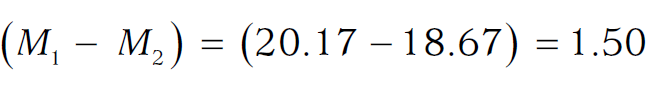 (M₁ – M₂) = (20.17 – 18.67) = 1.50